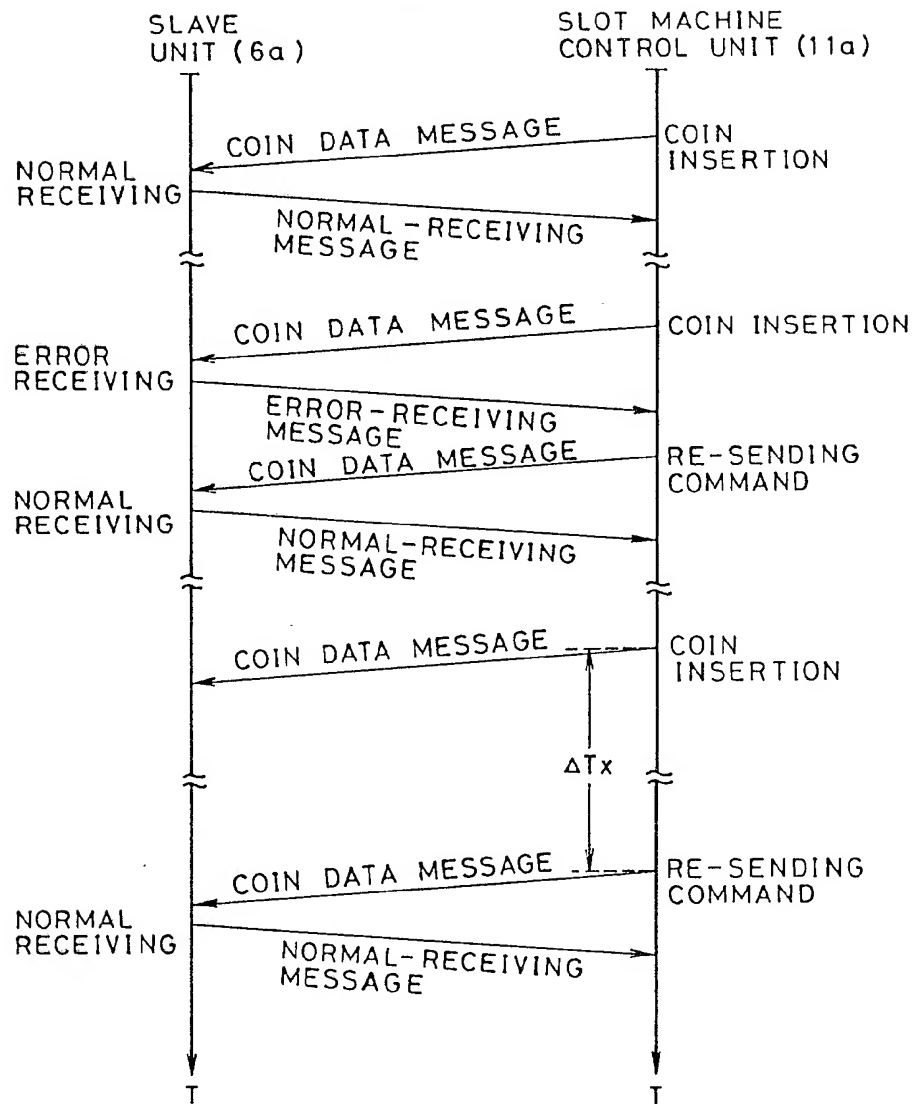 SLAVE
UNIT (6a)
SLOT MACHINE
CONTROL UNIT (11a)
COIN DATA MESSAGE
COIN
INSERTION
NORMAL
RECEIVING
NORMAL-RECEIVING
MESSAGE
COIN DATA MESSAGE
COIN INSERTION
ERROR
RECEIVING
ERROR-RECEIVING
MESSAGE
COIN DATA MESSAGE
RE-SENDING
COMMAND
NORMAL
RECEIVING
NORMAL-RECEIVING
MESSAGE
COIN DATA MESSAGE
COIN
INSERTION
ΔTx
COIN DATA MESSAGE
RE-SENDING
COMMAND
NORMAL
RECEIVING
NORMAL-RECEIVING
MESSAGE
T
T